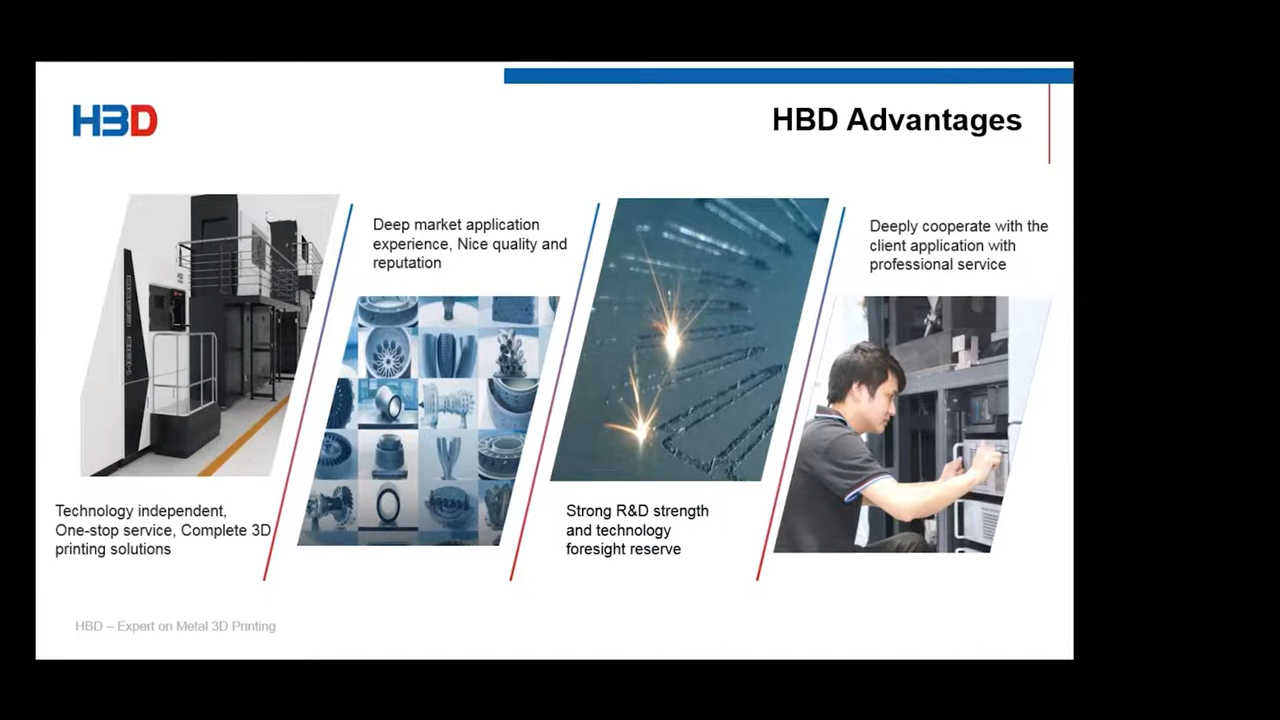 HBD
HBD Advantages
Deep market application
experience, Nice quality and
reputation
Deeply cooperate with the
client application with
professional service
Technology independent,
One-stop service, Complete 3D
printing solutions
Strong R&D strength
and technology
foresight reserve
HBD – Expert on Metal 3D Printing